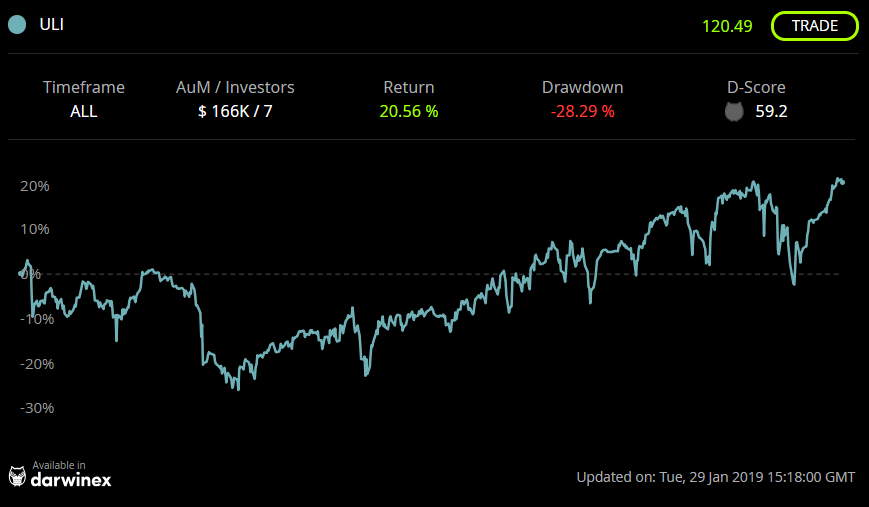 ULI
120.49
TRADE
Timeframe AuM / Investors Return Drawdown D-Score
ALL $ 166K / 7 20.56 % -28.29 % 59.2
20%
10%
0%
-10%
-20%
-30%
Available in
darwinex
Updated on: Tue, 29 Jan 2019 15:18:00 GMT